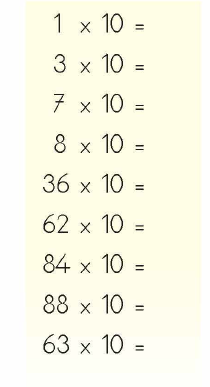 1 × 10 =
3 × 10 =
7 × 10 =
8 × 10 =
36 × 10 =
62 × 10 =
84 × 10 =
88 × 10 =
63 × 10 =